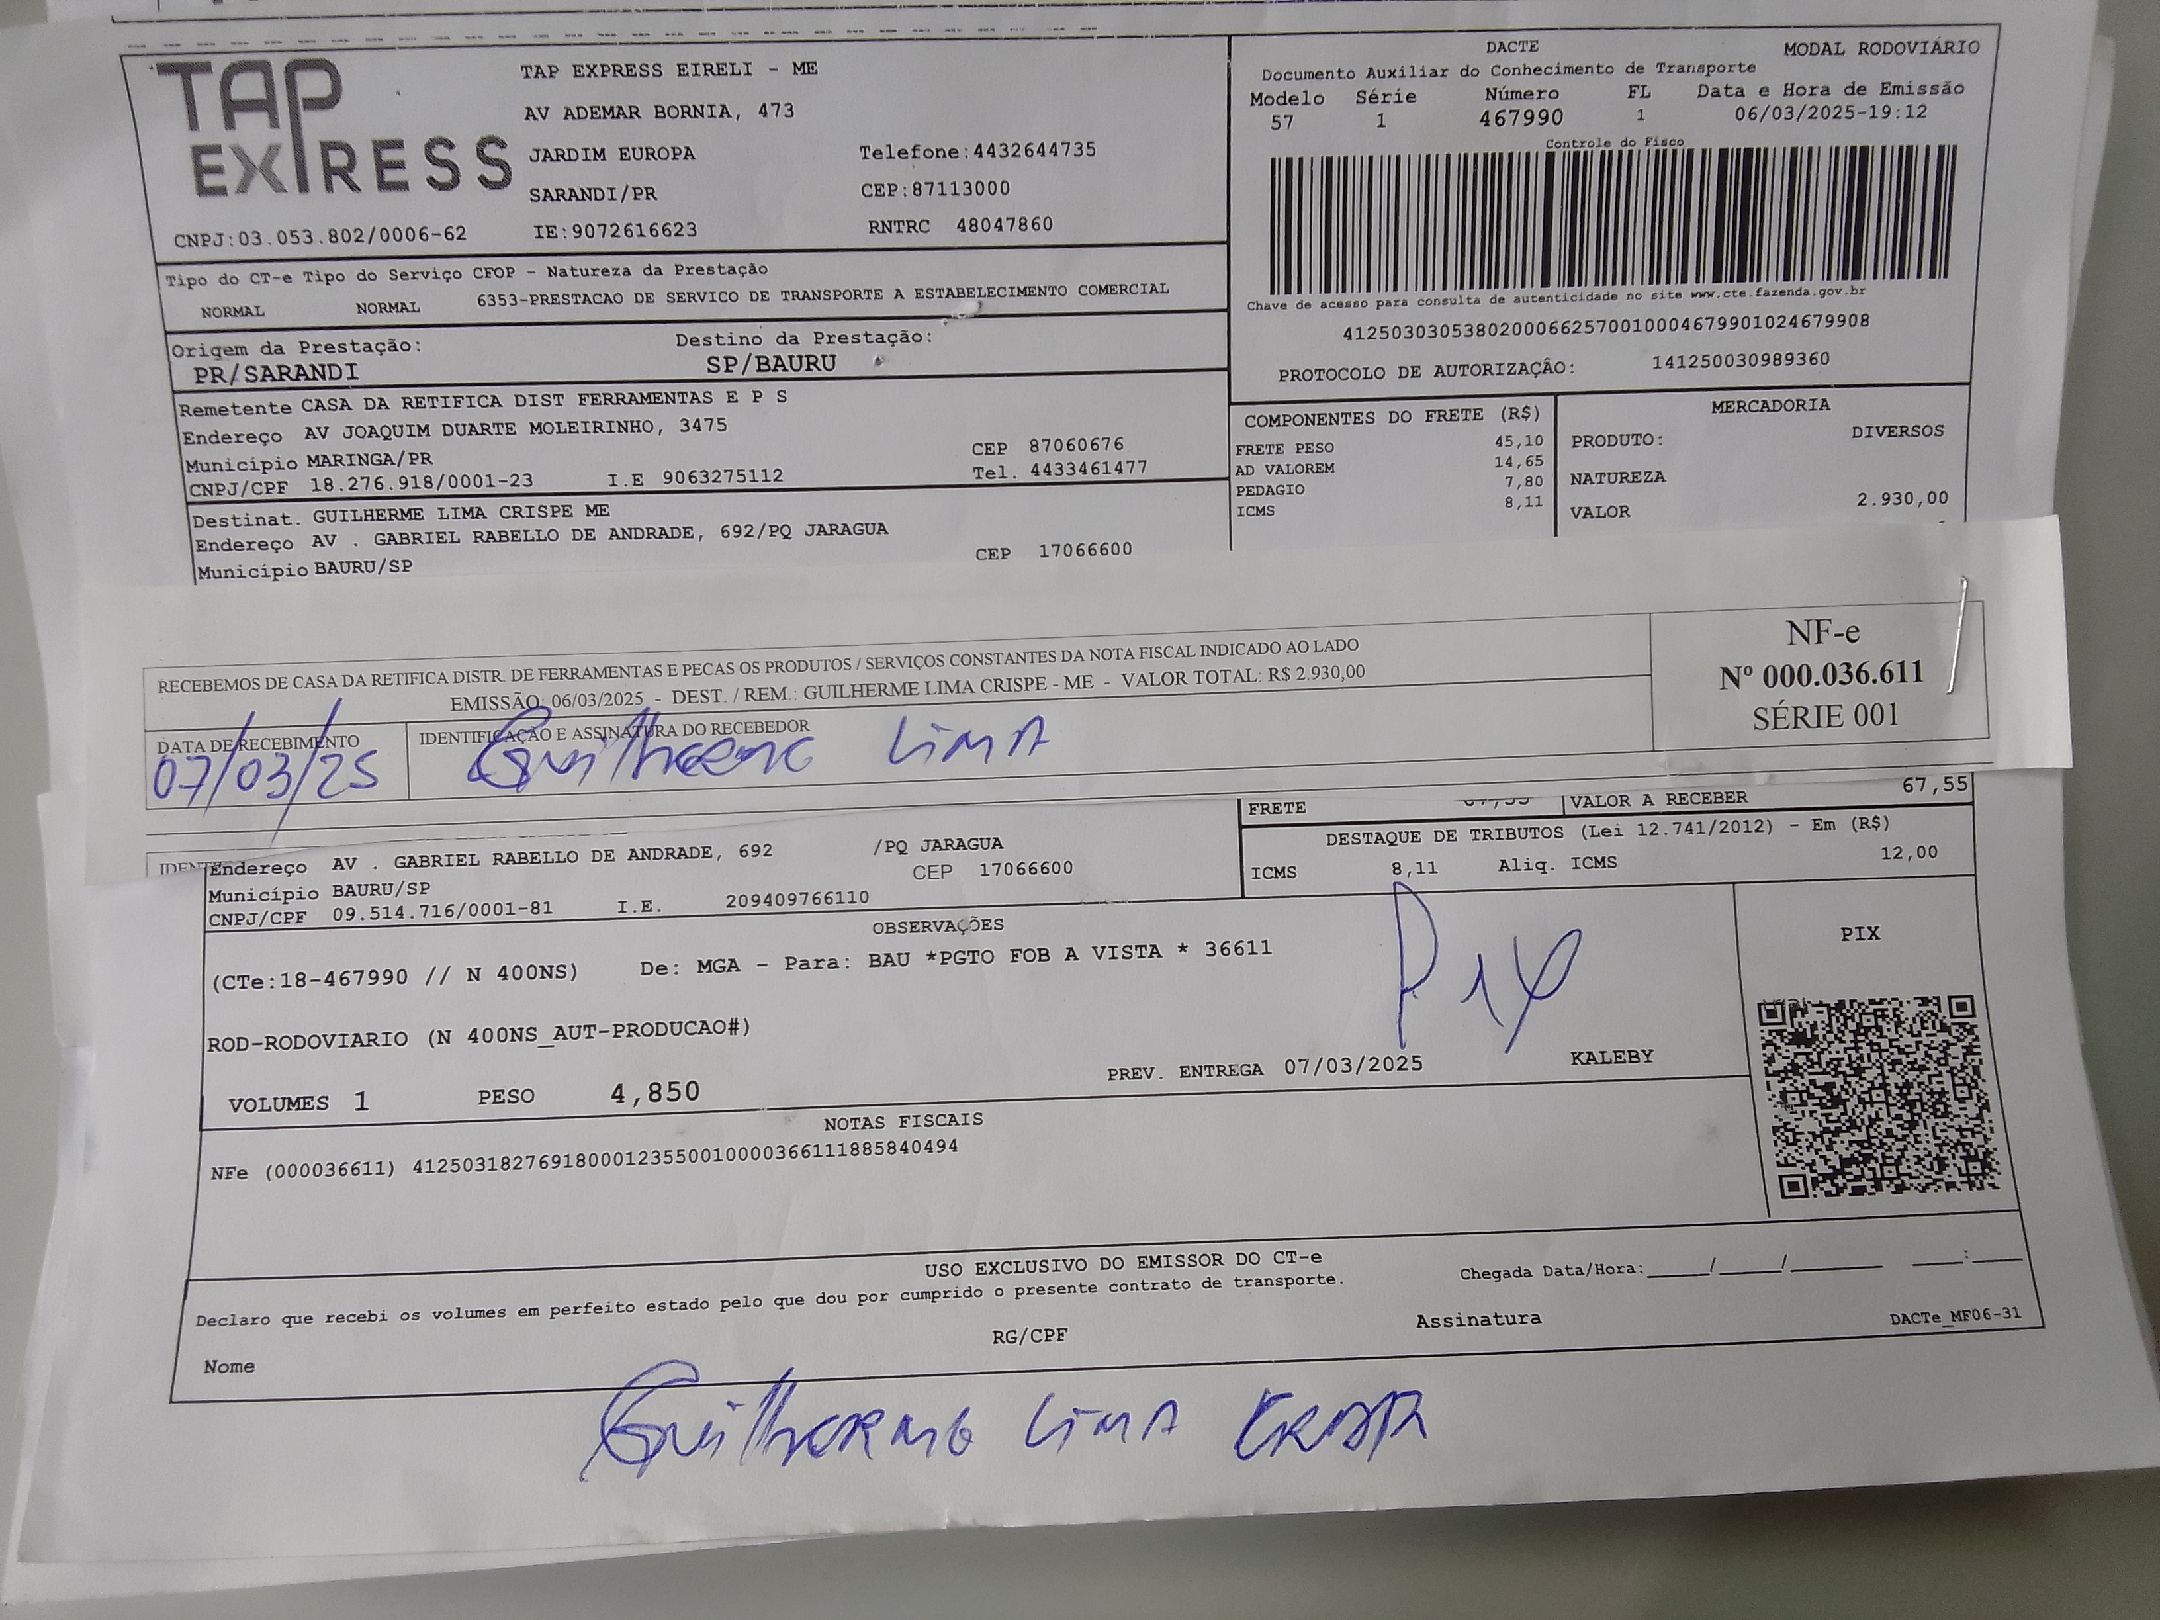 TAP EXPRESS
TAP EXPRESS EIRELI - ME
AV ADEMAR BORNIA, 473
JARDIM EUROPA Telefone:4432644735
SARANDI/PR CEP:87113000
CNPJ:03.053.802/0006-62 IE:9072616623 RNTRC 48047860
DACTE MODAL RODOVIÁRIO
Documento Auxiliar do Conhecimento de Transporte
Modelo Série Número FL Data e Hora de Emissão
57 1 467990 1 06/03/2025-19:12
Controle do Fisco
Chave de acesso para consulta de autenticidade no site www.cte.fazenda.gov.br
41250303053802000662570010004679901024679908
PROTOCOLO DE AUTORIZAÇÃO: 141250030989360
Tipo do CT-e Tipo do Serviço CFOP - Natureza da Prestação
NORMAL NORMAL 6353-PRESTACAO DE SERVICO DE TRANSPORTE A ESTABELECIMENTO COMERCIAL
Origem da Prestação: Destino da Prestação:
PR/SARANDI SP/BAURU
Remetente CASA DA RETIFICA DIST FERRAMENTAS E P S
Endereço AV JOAQUIM DUARTE MOLEIRINHO, 3475
Município MARINGA/PR CEP 87060676
CNPJ/CPF 18.276.918/0001-23 I.E 9063275112 Tel. 4433461477
Destinat. GUILHERME LIMA CRISPE ME
Endereço AV . GABRIEL RABELLO DE ANDRADE, 692/PQ JARAGUA
Município BAURU/SP CEP 17066600
COMPONENTES DO FRETE (R$)
FRETE PESO 45,10
AD VALOREM 14,65
PEDAGIO 7,80
ICMS 8,11
MERCADORIA
PRODUTO: DIVERSOS
NATUREZA
VALOR 2.930,00
RECEBEMOS DE CASA DA RETIFICA DISTR. DE FERRAMENTAS E PECAS OS PRODUTOS / SERVIÇOS CONSTANTES DA NOTA FISCAL INDICADO AO LADO
EMISSÃO: 06/03/2025 - DEST. / REM.: GUILHERME LIMA CRISPE - ME - VALOR TOTAL: R$ 2.930,00
DATA DE RECEBIMENTO IDENTIFICAÇÃO E ASSINATURA DO RECEBEDOR
07/03/25 Guilherme Lima
NF-e
Nº 000.036.611
SÉRIE 001
FRETE 67,55 VALOR A RECEBER 67,55
DESTAQUE DE TRIBUTOS (Lei 12.741/2012) - Em (R$)
ICMS 8,11 Aliq. ICMS 12,00
Endereço AV . GABRIEL RABELLO DE ANDRADE, 692 /PQ JARAGUA
Município BAURU/SP CEP 17066600
CNPJ/CPF 09.514.716/0001-81 I.E. 209409766110
OBSERVAÇÕES
(CTe:18-467990 // N 400NS) De: MGA - Para: BAU *PGTO FOB A VISTA * 36611
Pix
PIX
ROD-RODOVIARIO (N 400NS_AUT-PRODUCAO#)
VOLUMES 1 PESO 4,850 PREV. ENTREGA 07/03/2025 KALEBY
NOTAS FISCAIS
NFe (000036611) 41250318276918000123550010000366111885840494
USO EXCLUSIVO DO EMISSOR DO CT-e
Declaro que recebi os volumes em perfeito estado pelo que dou por cumprido o presente contrato de transporte. Chegada Data/Hora:_____/_____/_______ ____:____
Nome RG/CPF Assinatura DACTe_MF06-31
Guilherme Lima